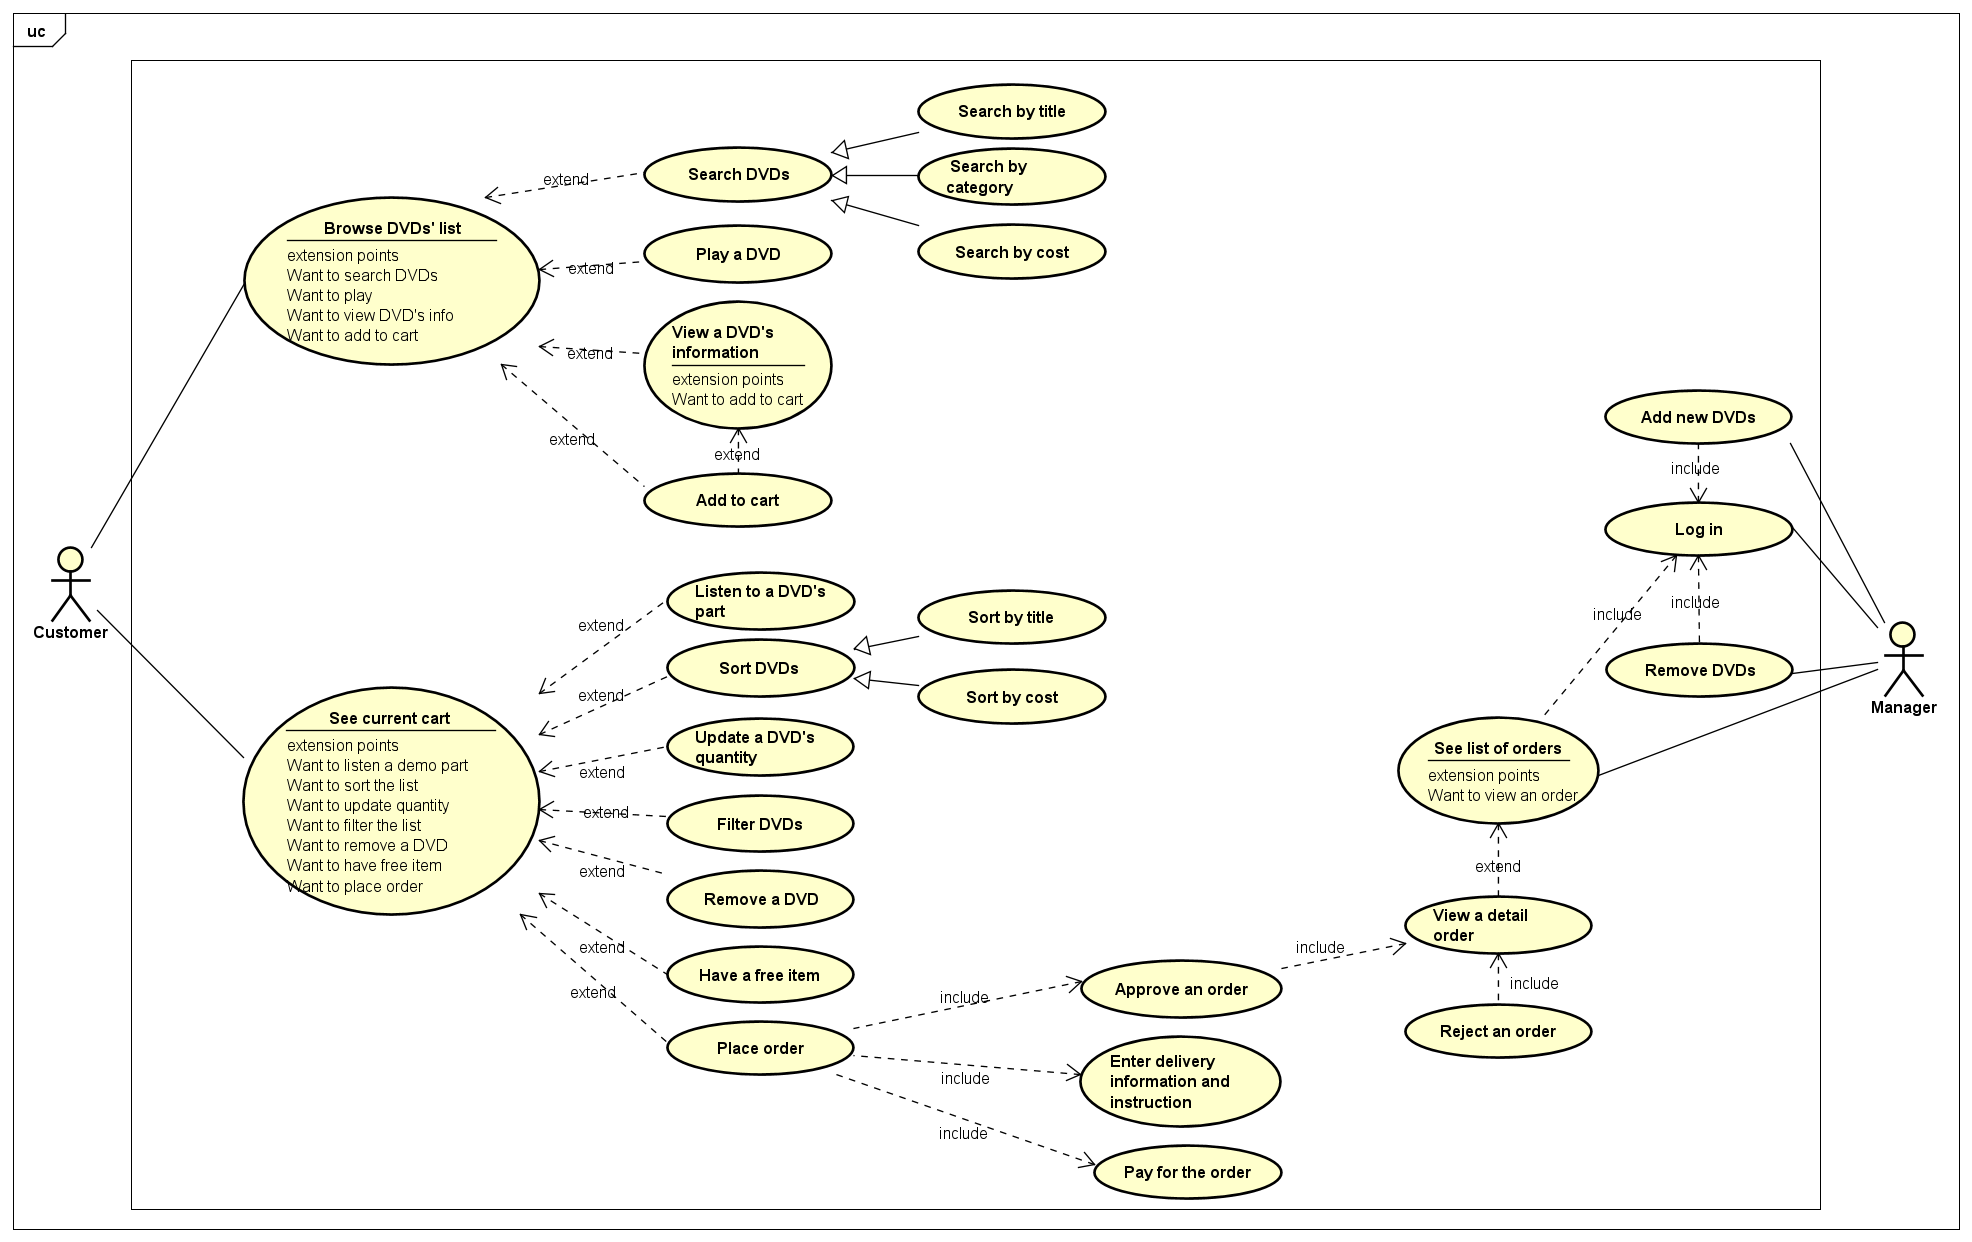 uc
Search by title
Search DVDs
extend
Search by
category
Browse DVDs' list
extension points
Want to search DVDs
Want to play
Want to view DVD's info
Want to add to cart
Search by cost
Play a DVD
extend
View a DVD's
information
extension points
Want to add to cart
extend
extend
extend
Add to cart
Add new DVDs
include
Log in
include
include
Remove DVDs
Customer
Manager
Listen to a DVD's
part
extend
Sort by title
Sort DVDs
extend
Sort by cost
See current cart
extension points
Want to listen a demo part
Want to sort the list
Want to update quantity
Want to filter the list
Want to remove a DVD
Want to have free item
Want to place order
Update a DVD's
quantity
extend
extend
Filter DVDs
extend
Remove a DVD
extend
Have a free item
extend
Place order
See list of orders
extension points
Want to view an order
extend
View a detail
order
include
include
Approve an order
include
Reject an order
include
Enter delivery
information and
instruction
include
Pay for the order